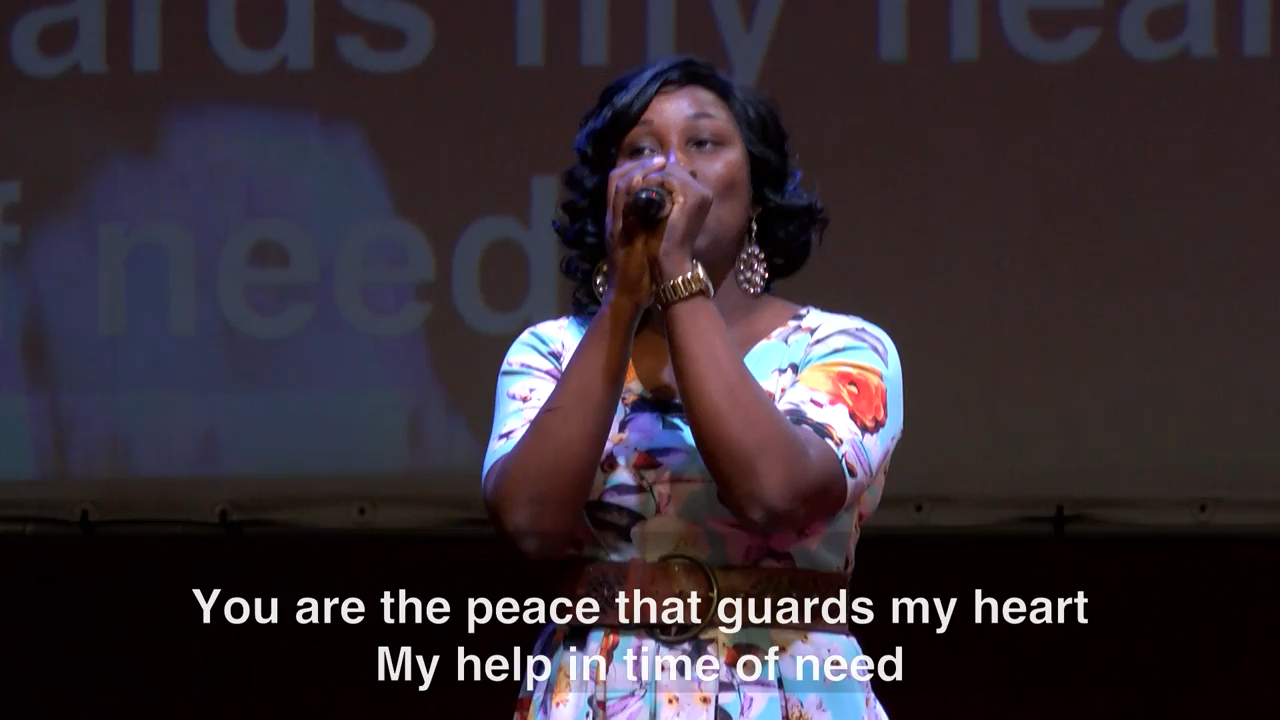 ards my hear
f need
You are the peace that guards my heart
My help in time of need